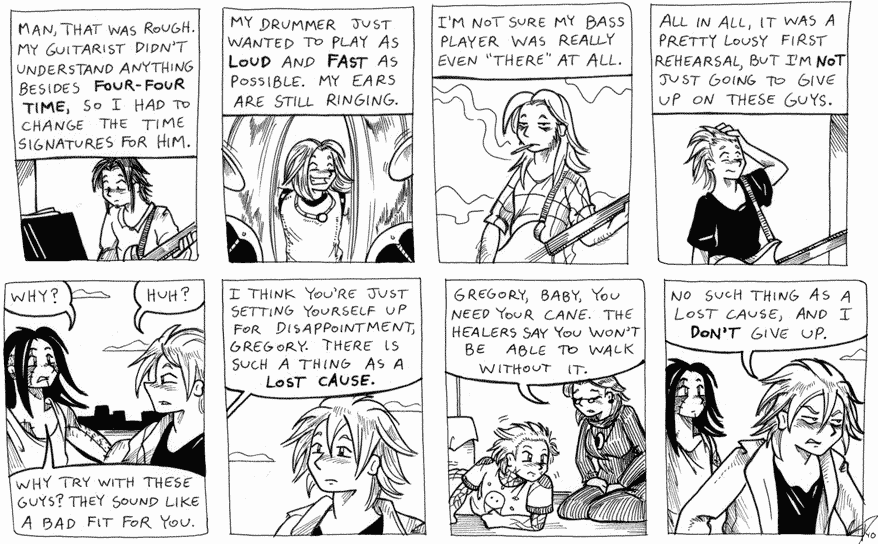 MAN, THAT WAS ROUGH.
MY GUITARIST DIDN'T
UNDERSTAND ANYTHING
BESIDES FOUR-FOUR
TIME, SO I HAD TO
CHANGE THE TIME
SIGNATURES FOR HIM.
MY DRUMMER JUST
WANTED TO PLAY AS
LOUD AND FAST AS
POSSIBLE. MY EARS
ARE STILL RINGING.
I'M NOT SURE MY BASS
PLAYER WAS REALLY
EVEN "THERE" AT ALL.
ALL IN ALL, IT WAS A
PRETTY LOUSY FIRST
REHEARSAL, BUT I'M NOT
JUST GOING TO GIVE
UP ON THESE GUYS.
WHY?
HUH?
WHY TRY WITH THESE
GUYS? THEY SOUND LIKE
A BAD FIT FOR YOU.
I THINK YOU'RE JUST
SETTING YOURSELF UP
FOR DISAPPOINTMENT,
GREGORY. THERE IS
SUCH A THING AS A
LOST CAUSE.
GREGORY, BABY, YOU
NEED YOUR CANE. THE
HEALERS SAY YOU WON'T
BE ABLE TO WALK
WITHOUT IT.
NO SUCH THING AS A
LOST CAUSE, AND I
DON'T GIVE UP.